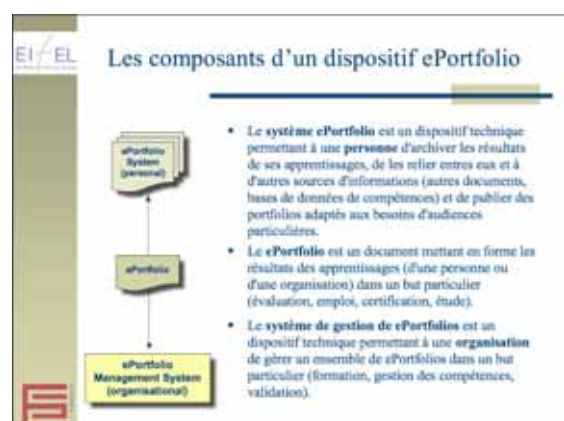 EIfEL
Les composants d'un dispositif ePortfolio
ePortfolio
System
(personal)
ePortfolio
ePortfolio
Management System
(organisational)
• Le système ePortfolio est un dispositif technique
permettant à une personne d'archiver les résultats
de ses apprentissages, de les relier entres eux et à
d'autres sources d'informations (autres documents,
bases de données de compétences) et de publier des
portfolios adaptés aux besoins d'audiences
particulières.
• Le ePortfolio est un document mettant en forme les
résultats des apprentissages (d'une personne ou
d'une organisation) dans un but particulier
(évaluation, emploi, certification, étude).
• Le système de gestion de ePortfolios est un
dispositif technique permettant à une organisation
de gérer un ensemble de ePortfolios dans un but
particulier (formation, gestion des compétences,
validation).